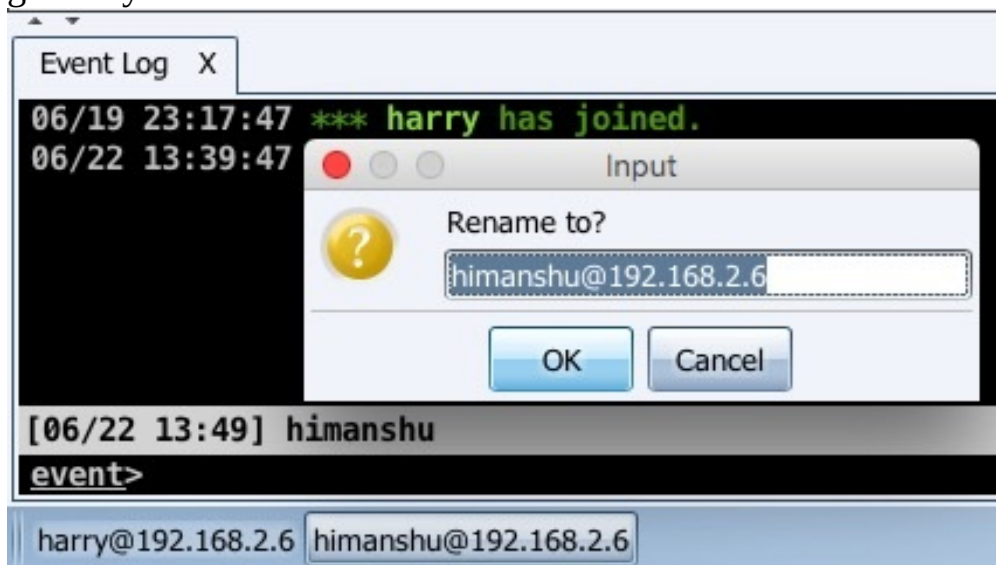 Event Log X
06/19 23:17:47 *** harry has joined.
06/22 13:39:47
Input
Rename to?
himanshu@192.168.2.6
OK Cancel
[06/22 13:49] himanshu
event>
harry@192.168.2.6 himanshu@192.168.2.6